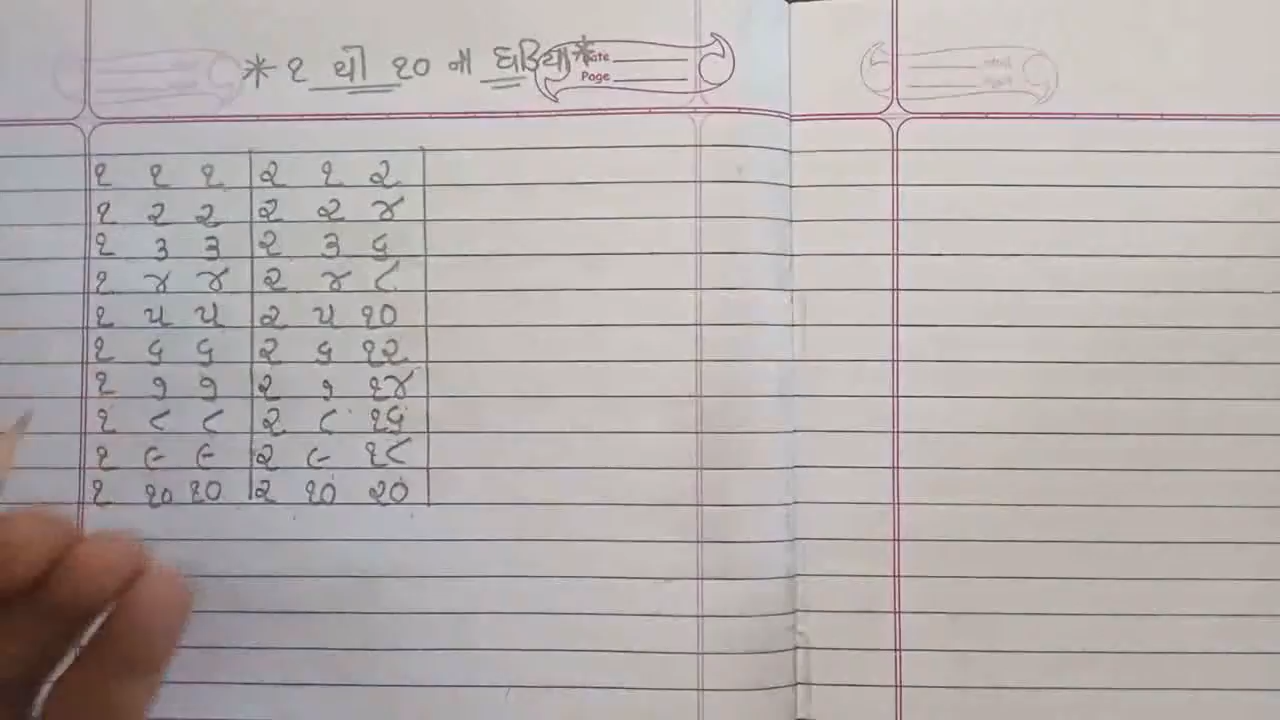 * ૧ થી ૨૦ ના ઘડિયા *
Date
Page
૧ ૧ ૧ ૨ ૧ ૨
૧ ૨ ૨ ૨ ૨ ૪
૧ ૩ ૩ ૨ ૩ ૬
૧ ૪ ૪ ૨ ૪ ૮
૧ ૫ ૫ ૨ ૫ ૧૦
૧ ૬ ૬ ૨ ૬ ૧૨
૧ ૭ ૭ ૨ ૭ ૧૪
૧ ૮ ૮ ૨ ૮ ૧૬
૧ ૯ ૯ ૨ ૯ ૧૮
૧ ૧૦ ૧૦ ૨ ૧૦ ૨૦